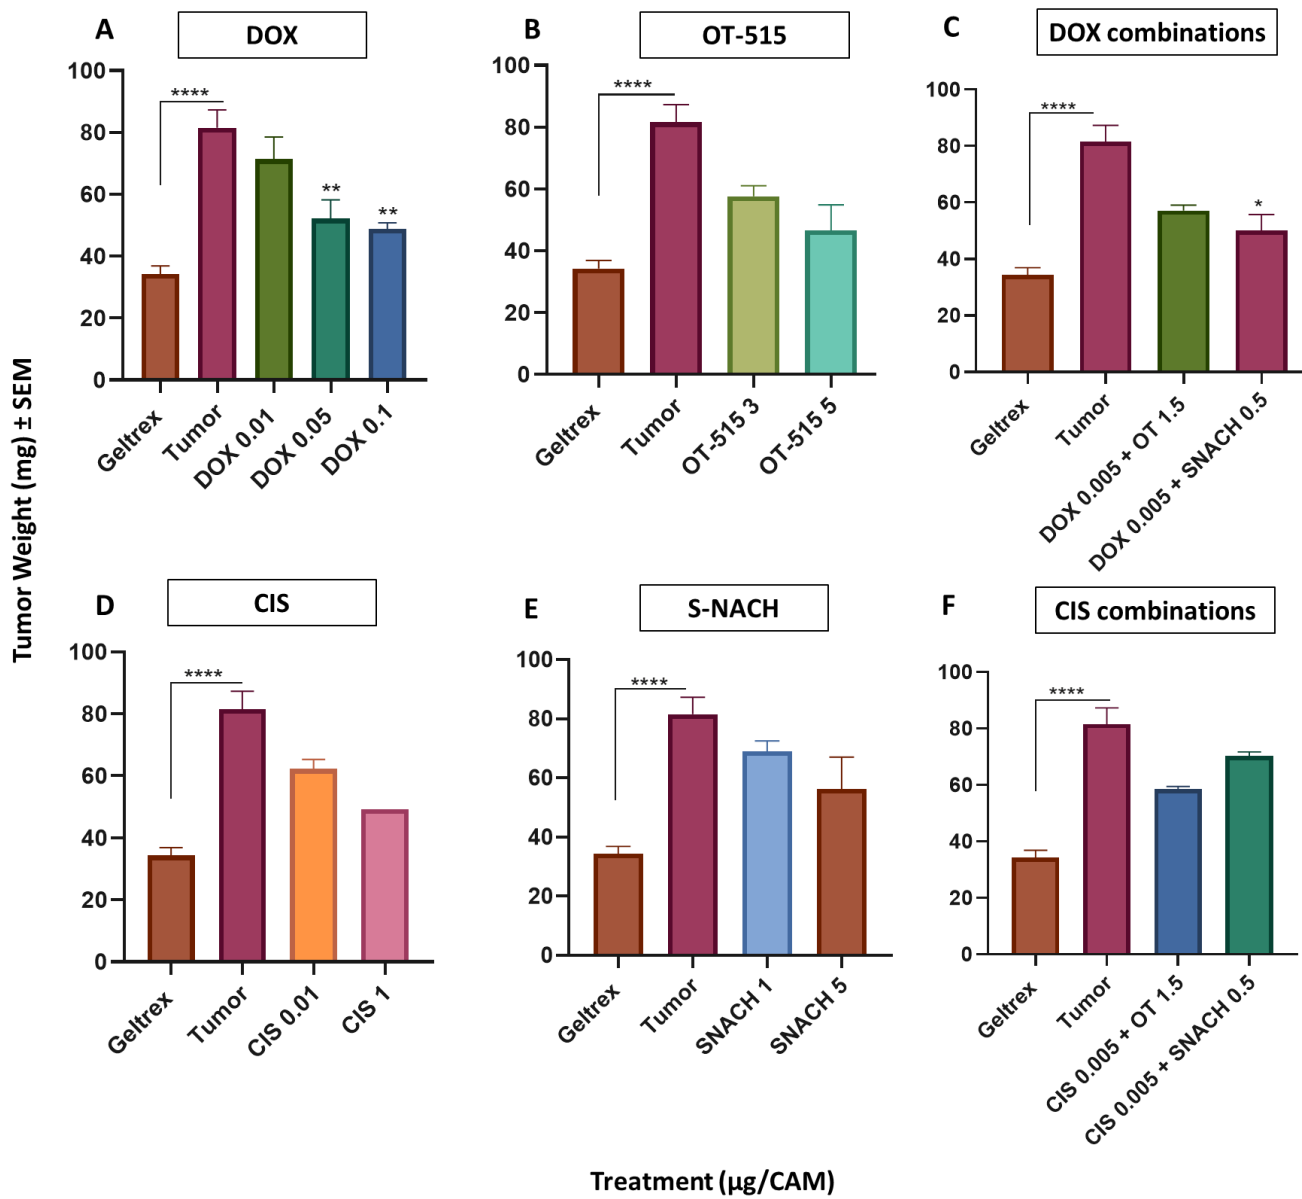 Tumor Weight (mg) ± SEM
A
DOX
100
80
60
40
20
0
****
**
**
Geltrex
Tumor
DOX 0.01
DOX 0.05
DOX 0.1
B
OT-515
100
80
60
40
20
0
****
Geltrex
Tumor
OT-515 3
OT-515 5
C
DOX combinations
100
80
60
40
20
0
****
*
Geltrex
Tumor
DOX 0.005 + OT 1.5
DOX 0.005 + SNACH 0.5
D
CIS
100
80
60
40
20
0
****
Geltrex
Tumor
CIS 0.01
CIS 1
E
S-NACH
100
80
60
40
20
0
****
Geltrex
Tumor
SNACH 1
SNACH 5
F
CIS combinations
100
80
60
40
20
0
****
Geltrex
Tumor
CIS 0.005 + OT 1.5
CIS 0.005 + SNACH 0.5
Treatment (µg/CAM)